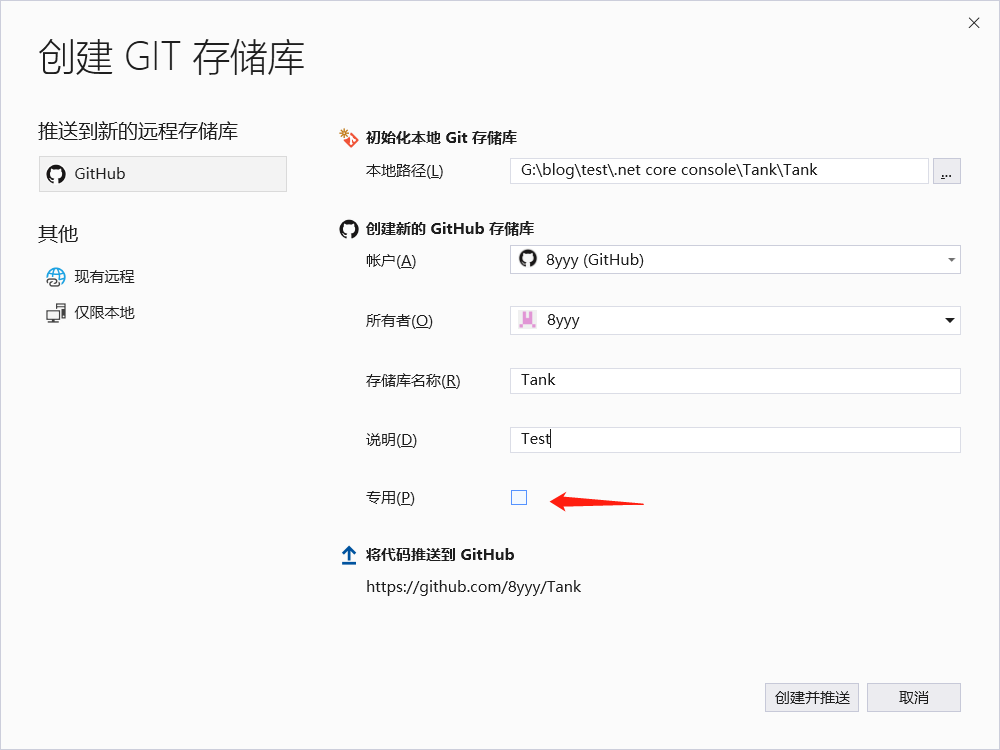 创建 GIT 存储库
推送到新的远程存储库
GitHub
其他
现有远程
仅限本地
初始化本地 Git 存储库
本地路径(L) G:\blog\test\.net core console\Tank\Tank ...
创建新的 GitHub 存储库
帐户(A) 8yyy (GitHub)
所有者(O) 8yyy
存储库名称(R) Tank
说明(D) Test
专用(P)
将代码推送到 GitHub
https://github.com/8yyy/Tank
创建并推送 取消